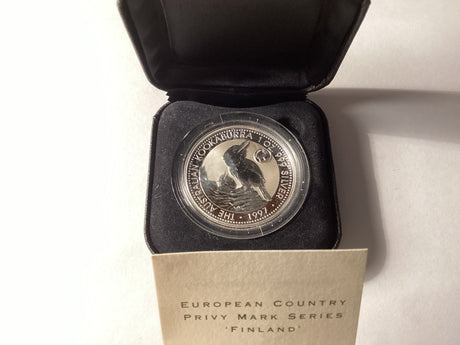 THE AUSTRALIAN KOOKABURRA 1 OZ 999 SILVER · 1997 ·
EUROPEAN COUNTRY
PRIVY MARK SERIES
'FINLAND'